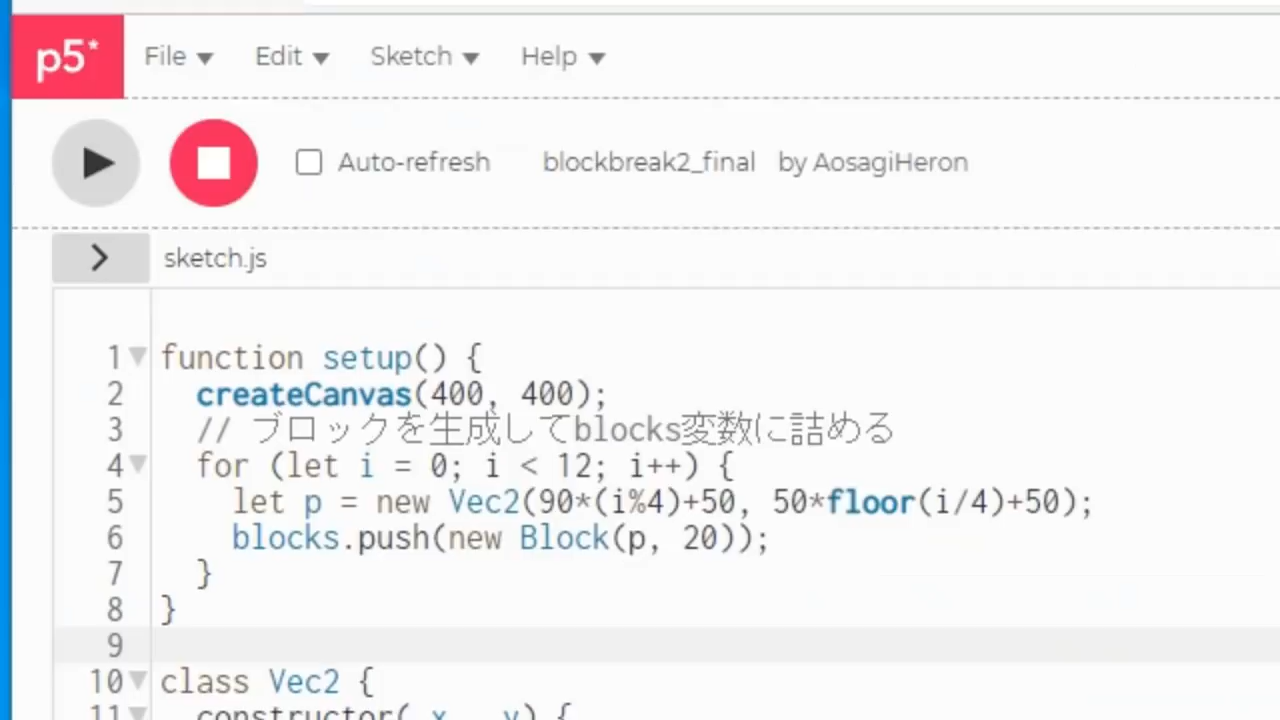 p5* File Edit Sketch Help
Auto-refresh blockbreak2_final by AosagiHeron
sketch.js
1 function setup() {
2 createCanvas(400, 400);
3 // ブロックを生成してblocks変数に詰める
4 for (let i = 0; i < 12; i++) {
5 let p = new Vec2(90*(i%4)+50, 50*floor(i/4)+50);
6 blocks.push(new Block(p, 20));
7 }
8 }
9
10 class Vec2 {
11 constructor(_x, _y) {